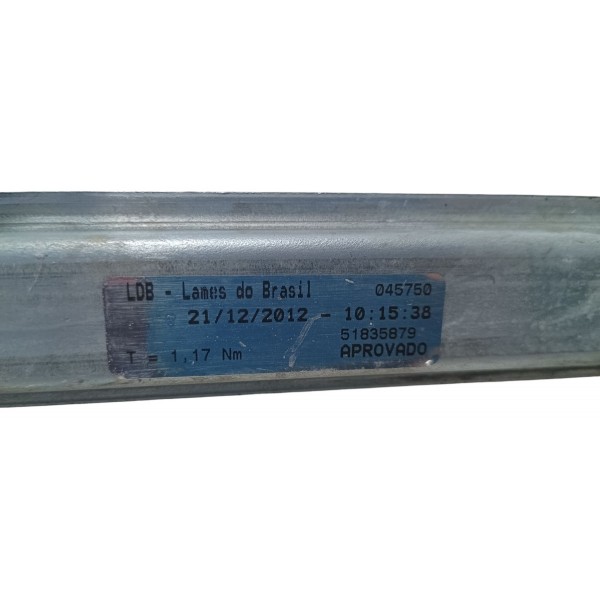 LDB - Lames do Brasil 045750
21/12/2012 - 10:15:38
51835879
T = 1.17 Nm APROVADO